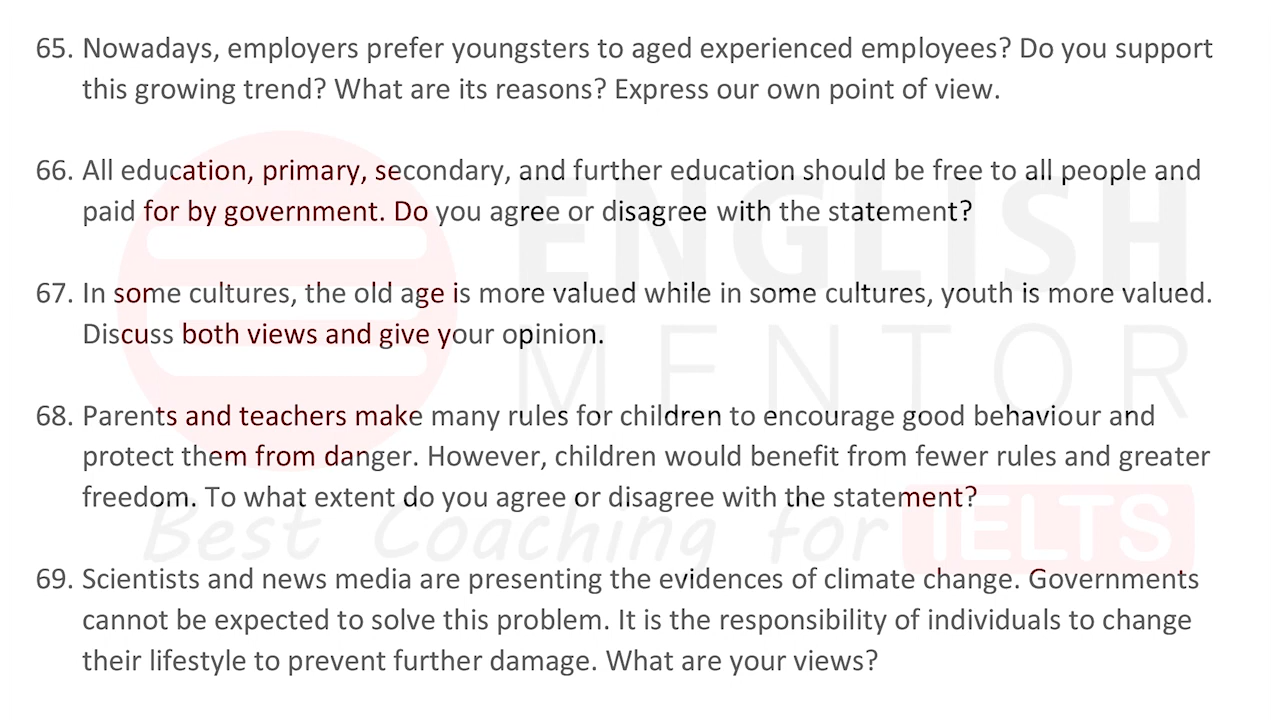 65. Nowadays, employers prefer youngsters to aged experienced employees? Do you support
this growing trend? What are its reasons? Express our own point of view.
66. All education, primary, secondary, and further education should be free to all people and
paid for by government. Do you agree or disagree with the statement?
67. In some cultures, the old age is more valued while in some cultures, youth is more valued.
Discuss both views and give your opinion.
68. Parents and teachers make many rules for children to encourage good behaviour and
protect them from danger. However, children would benefit from fewer rules and greater
freedom. To what extent do you agree or disagree with the statement?
69. Scientists and news media are presenting the evidences of climate change. Governments
cannot be expected to solve this problem. It is the responsibility of individuals to change
their lifestyle to prevent further damage. What are your views?
ENGLISH
MENTOR
Best Coaching for IELTS